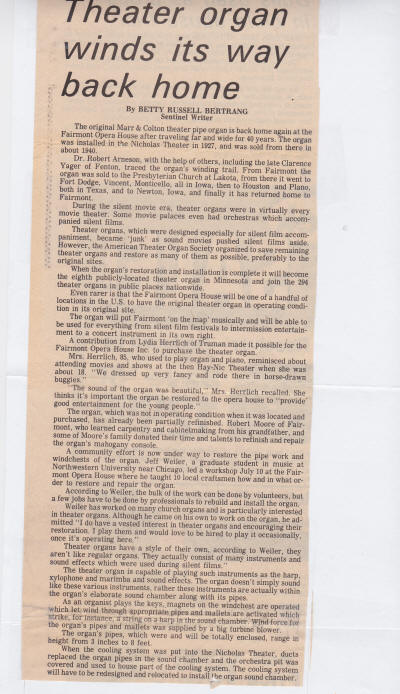 Theater organ
winds its way
back home
By BETTY RUSSELL BERTRANG
Sentinel Writer
The original Marr & Colton theater pipe organ is back home again at the
Fairmont Opera House after traveling far and wide for 40 years. The organ
was installed in the Nicholas Theater in 1927, and was sold from there in
about 1940.
Dr. Robert Arneson, with the help of others, including the late Clarence
Yager of Fenton, traced the organ's winding trail. From Fairmont the
organ was sold to the Presbyterian Church at Lakota, from there it went to
Fort Dodge, Vincent, Monticello, all in Iowa, then to Houston and Plano,
both in Texas, and to Newton, Iowa, and finally it has returned home to
Fairmont.
During the silent movie era, theater organs were in virtually every
movie theater. Some movie palaces even had orchestras which accom-
panied silent films.
Theater organs, which were designed especially for silent film accom-
paniment, became 'junk' as sound movies pushed silent films aside.
However, the American Theater Organ Society organized to save remaining
theater organs and restore as many of them as possible, preferably to the
original sites.
When the organ's restoration and installation is complete it will become
the eighth publicly-located theater organ in Minnesota and join the 294
theater organs in public places nationwide.
Even rarer is that the Fairmont Opera House will be one of a handful of
locations in the U.S. to have the original theater organ in operating condi-
tion in its original site.
The organ will put Fairmont 'on the map' musically and will be able to
be used for everything from silent film festivals to intermission entertain-
ment to a concert instrument in its own right.
A contribution from Lydia Herrlich of Truman made it possible for the
Fairmont Opera House Inc. to purchase the theater organ.
Mrs. Herrlich, 85, who used to play organ and piano, reminisced about
attending movies and shows at the then Hay-Nic Theater when she was
about 18. "We dressed up very fancy and rode there in horse-drawn
buggies."
"The sound of the organ was beautiful," Mrs. Herrlich recalled. She
thinks it's important the organ be restored to the opera house to "provide
good entertainment for the young people."
The organ, which was not in operating condition when it was located and
purchased, has already been partially refinished. Robert Moore of Fair-
mont, who learned carpentry and cabinetmaking from his grandfather, and
some of Moore's family donated their time and talents to refinish and repair
the organ's mahogany console.
A community effort is now under way to restore the pipe work and
windchests of the organ. Jeff Weiler, a graduate student in music at
Northwestern University near Chicago, led a workshop July 10 at the Fair-
mont Opera House where he taught 10 local craftsmen how and in what or-
der to restore and repair the organ.
According to Weiler, the bulk of the work can be done by volunteers, but
a few jobs have to be done by professionals to rebuild and install the organ.
Weiler has worked on many church organs and is particularly interested
in theater organs. Although he came on his own to work on the organ, he ad-
mitted "I do have a vested interest in theater organs and encouraging their
restoration. I play them and would love to be hired to play it occasionally,
once it's operating here."
Theater organs have a style of their own, according to Weiler, they
aren't like regular organs. They actually consist of many instruments and
sound effects which were used during silent films."
The theater organ is capable of playing such instruments as the harp,
xylophone and marimba and sound effects. The organ doesn't simply sound
like these various instruments, rather these instruments are actually within
the organ's elaborate sound chamber along with its pipes.
As an organist plays the keys, magnets on the windchest are operated
which let wind through appropriate pipes and mallets are activated which
strike, for instance, a string on a harp in the sound chamber. Wind force for
the organ's pipes and mallets was supplied by a big turbine blower.
The organ's pipes, which were and will be totally enclosed, range in
height from 3 inches to 8 feet.
When the cooling system was put into the Nicholas Theater, ducts
replaced the organ pipes in the sound chamber and the orchestra pit was
covered and used to house part of the cooling system. The cooling system
will have to be redesigned and relocated to install the organ sound chamber.